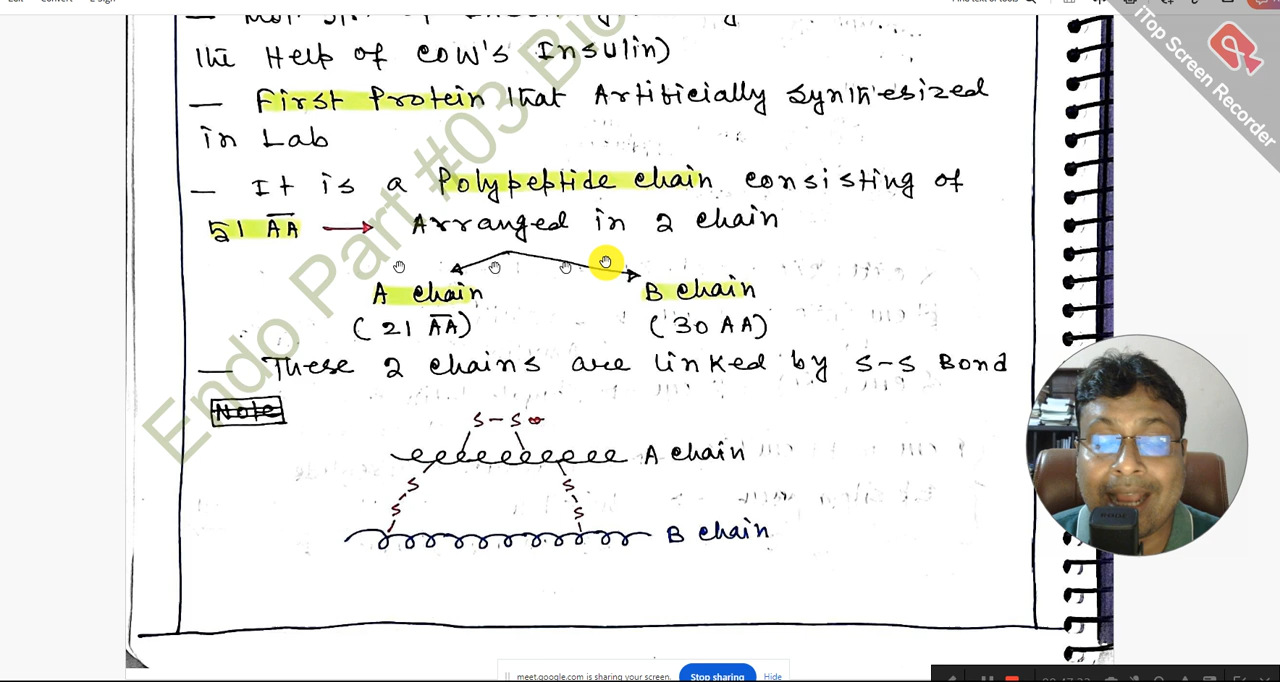 The Help of COW's Insulin)
— First Protein that Artificially Synthesized
in Lab
— It is a Polypeptide chain consisting of
51 AA → Arranged in 2 chain
A chain B chain
(21 AA) (30 AA)
— These 2 chains are linked by S-S Bond
Note
S-S
A chain
S S
S S
B chain
Endo Part #03
iTop Screen Recorder
meet.google.com is sharing your screen. Stop sharing Hide